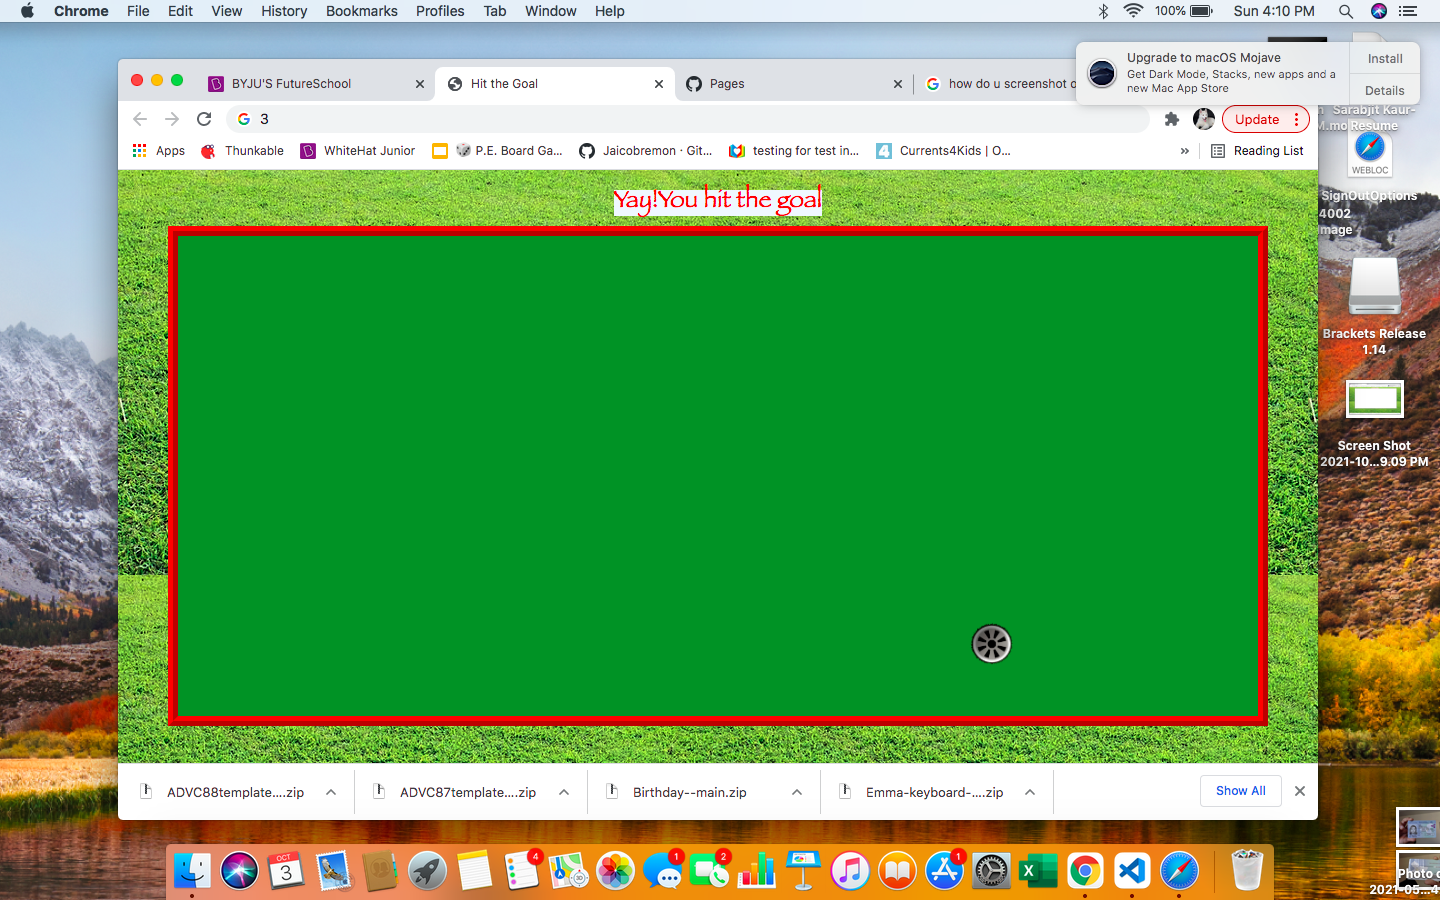 Chrome File Edit View History Bookmarks Profiles Tab Window Help
100% Sun 4:10 PM
Upgrade to macOS Mojave
Get Dark Mode, Stacks, new apps and a
new Mac App Store
Install
Details
BYJU'S FutureSchool
Hit the Goal
Pages
how do u screenshot o
3
Update
Apps Thunkable WhiteHat Junior P.E. Board Ga... Jaicobremon · Git... testing for test in... Currents4Kids | O... » Reading List
Yay!You hit the goal
Sarabjit Kaur-
M.mo Resume
WEBLOC
SignOutOptions
4002
image
Brackets Release
1.14
Screen Shot
2021-10...9.09 PM
ADVC88template....zip
ADVC87template....zip
Birthday--main.zip
Emma-keyboard-....zip
Show All
OCT
3
4
3D
1
2
1
X
Photo o
2021-05...4